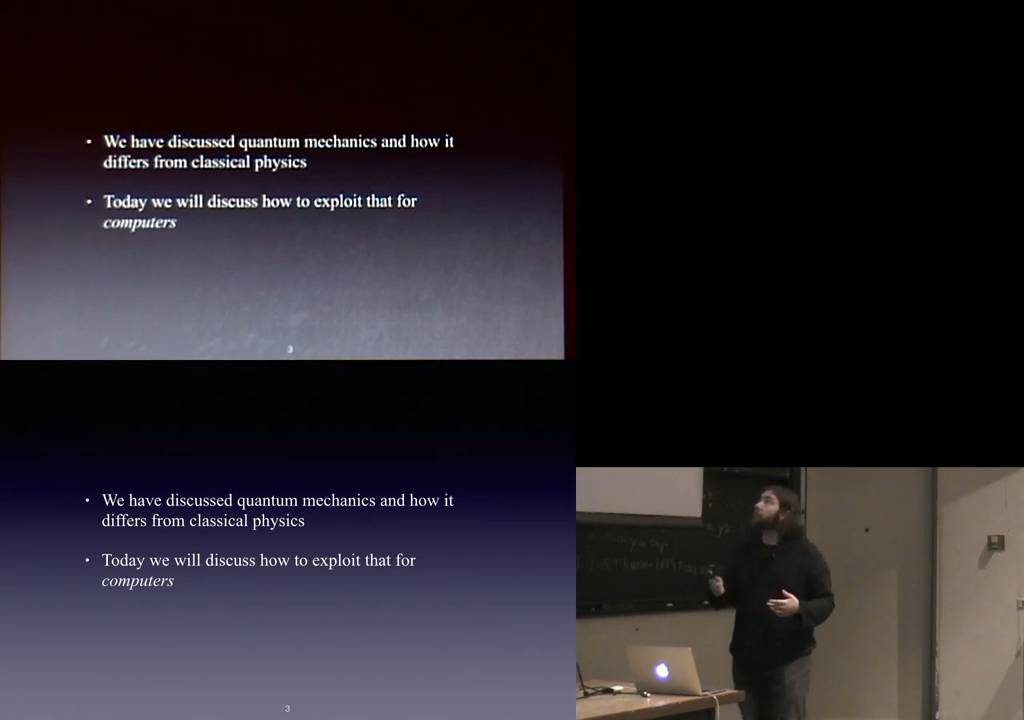 • We have discussed quantum mechanics and how it
differs from classical physics
• Today we will discuss how to exploit that for
computers
3
• We have discussed quantum mechanics and how it
differs from classical physics
• Today we will discuss how to exploit that for
computers
3